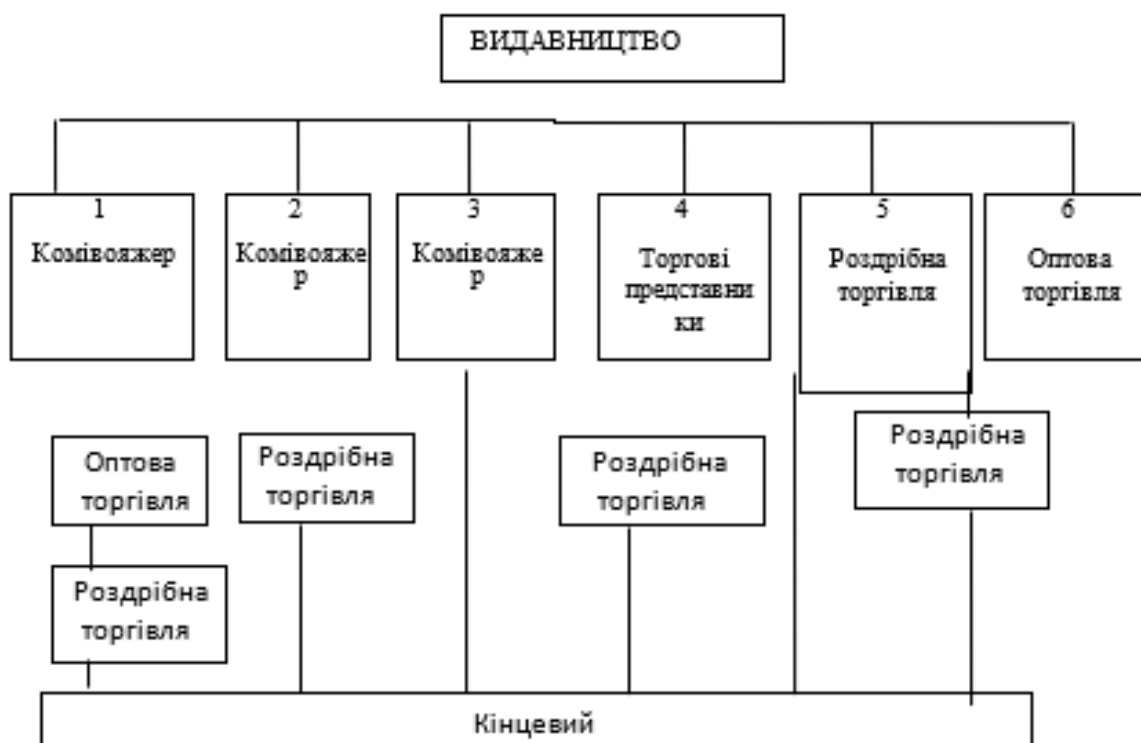 ВИДАВНИЦТВО
1
Комівояжер
2
Комівояже
р
3
Комівояже
р
4
Торгові
представни
ки
5
Роздрібна
торгівля
6
Оптова
торгівля
Оптова
торгівля
Роздрібна
торгівля
Роздрібна
торгівля
Роздрібна
торгівля
Роздрібна
торгівля
Кінцевий